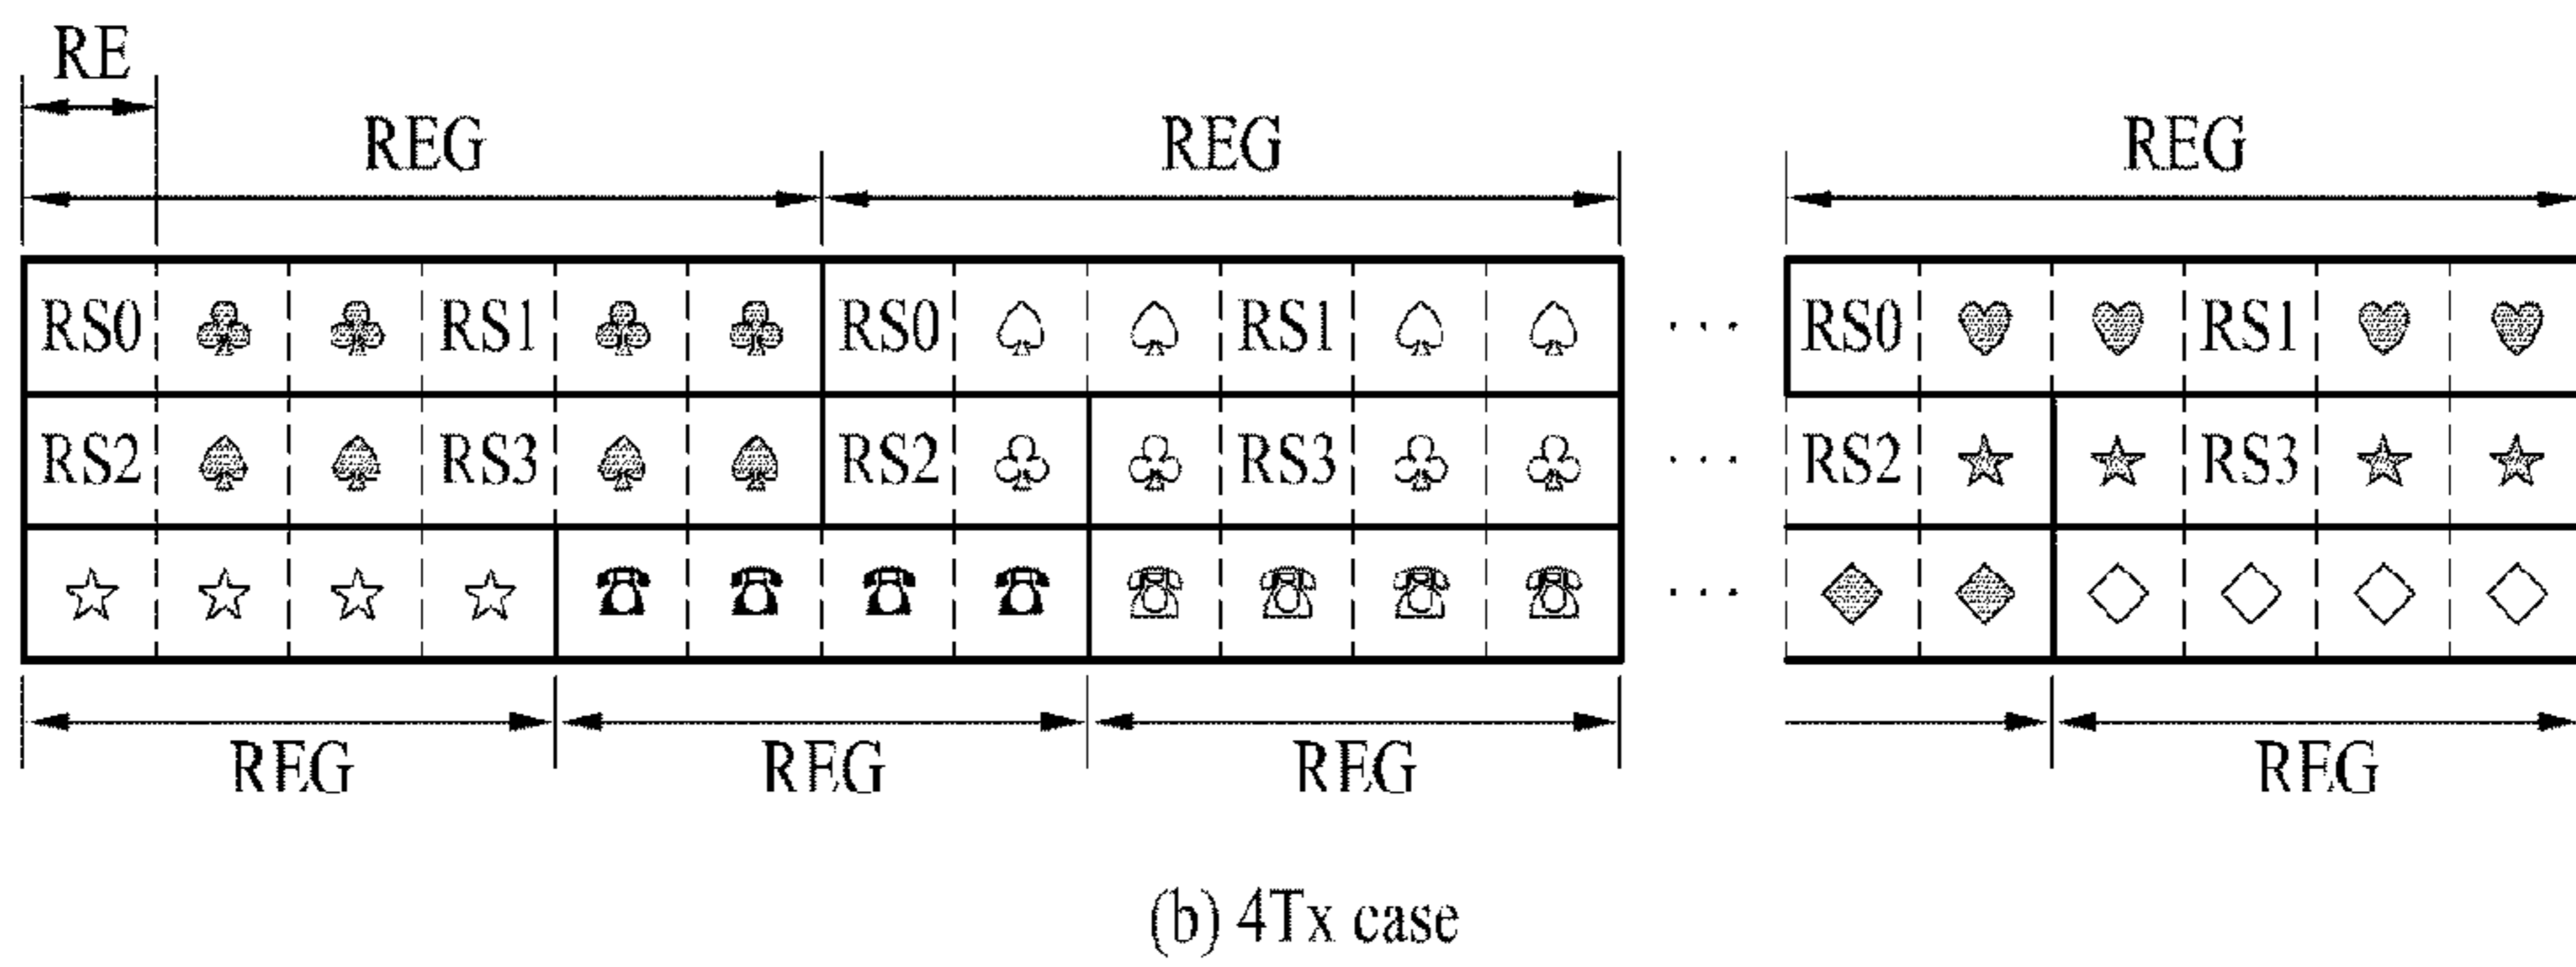 RE
REG REG REG
RS0 ♣ ♣ RS1 ♣ ♣ RS0 ♤ ♤ RS1 ♤ ♤ ··· RS0 ♥ ♥ RS1 ♥ ♥
RS2 ♠ ♠ RS3 ♠ ♠ RS2 ♧ ♧ RS3 ♧ ♧ ··· RS2 ★ ★ RS3 ★ ★
☆ ☆ ☆ ☆ ☎ ☎ ☎ ☎ ☏ ☏ ☏ ☏ ··· ◆ ◆ ◇ ◇ ◇ ◇
REG REG REG REG
(b) 4Tx case